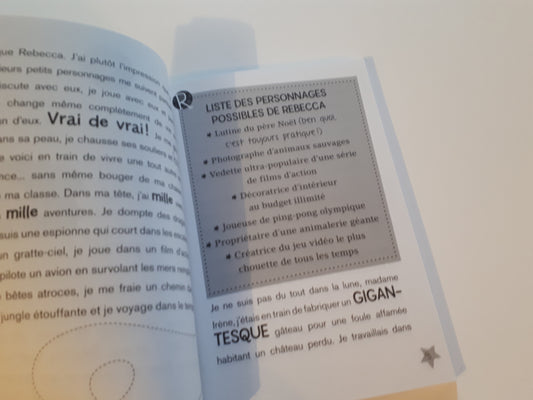 que Rebecca. J'ai plutôt l'impression
petits personnages me suivent
discute avec eux, je joue avec eux et
change même complètement de
d'eux. Vrai de vrai! Je
sa peau, je chausse ses souliers et
voici en train de vivre une tout
sans même bouger de ma
ma classe. Dans ma tête, j'ai mille
mille aventures. Je dompte des
suis une espionne qui court dans les
un gratte-ciel, je joue dans un film
pilote un avion en survolant les mers
bêtes atroces, je me fraie un chemin
jungle étouffante et je voyage dans le
R
LISTE DES PERSONNAGES
POSSIBLES DE REBECCA
★ Lutine du père Noël (ben quoi,
c'est toujours pratique!)
★ Photographe d'animaux sauvages
★ Vedette ultra-populaire d'une série
de films d'action
★ Décoratrice d'intérieur
au budget illimité
★ Joueuse de ping-pong olympique
★ Propriétaire d'une animalerie géante
★ Créatrice du jeu vidéo le plus
chouette de tous les temps
Je ne suis pas du tout dans la lune, madame
Irène, j'étais en train de fabriquer un GIGAN-
TESQUE gâteau pour une foule affamée
habitant un château perdu. Je travaillais dans